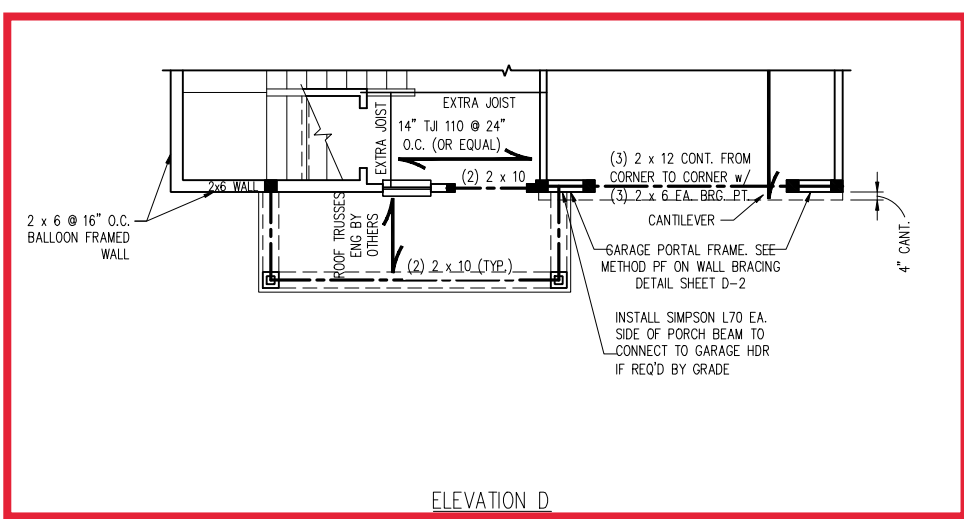 EXTRA JOIST
EXTRA JOIST
14" TJI 110 @ 24"
O.C. (OR EQUAL)
(2) 2 x 10
2x6 WALL
(3) 2 x 12 CONT. FROM
CORNER TO CORNER w/
(3) 2 x 6 EA. BRG. PT.
CANTILEVER
2 x 6 @ 16" O.C.
BALLOON FRAMED
WALL
ROOF TRUSSES
ENG BY
OTHERS
(2) 2 x 10 (TYP.)
GARAGE PORTAL FRAME. SEE
METHOD PF ON WALL BRACING
DETAIL SHEET D-2
4" CANT.
INSTALL SIMPSON L70 EA.
SIDE OF PORCH BEAM TO
CONNECT TO GARAGE HDR
IF REQ'D BY GRADE
ELEVATION D